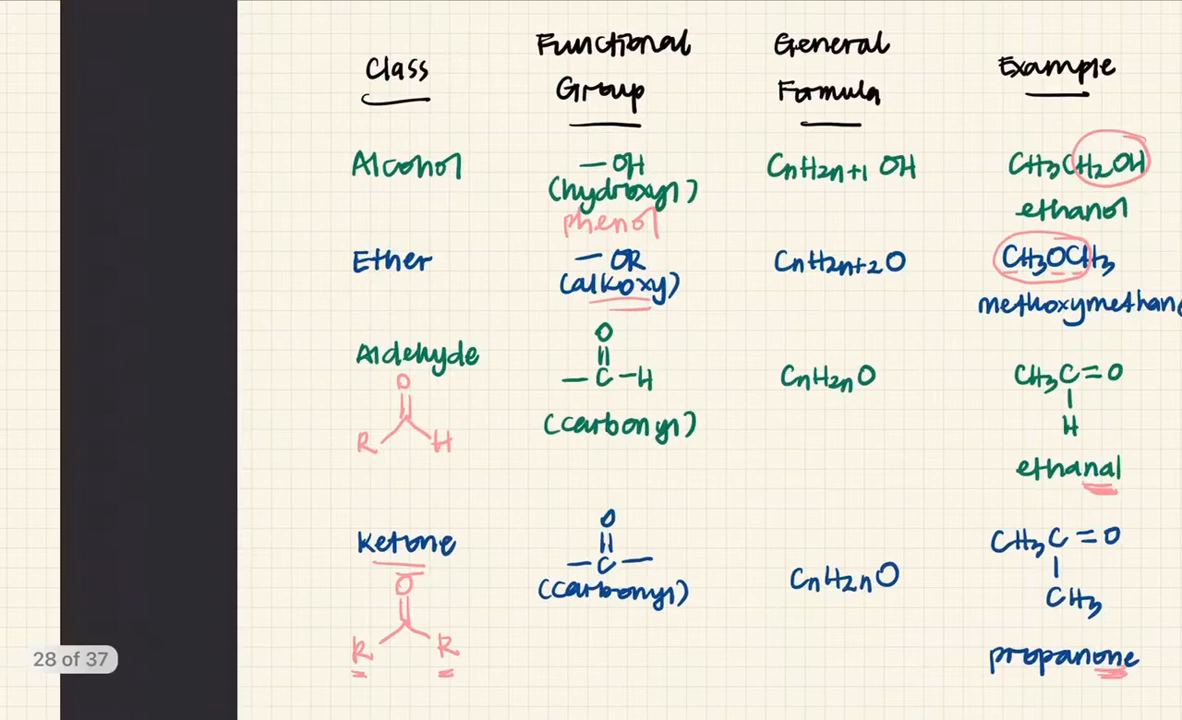 Class Functional Group General Formula Example
Alcohol — OH CnH2n+1 OH CH3CH2OH
(hydroxyl) ethanol
phenol
Ether — OR CnH2n+2O CH3OCH3
(alkoxy) methoxymethan
O
||
Aldehyde — C — H CnH2nO CH3C = O
|
H
(carbonyl)
O
||
R H
ethanal
O
||
Ketone — C — CnH2nO CH3C = O
|
CH3
(carbonyl)
O
||
R R
propanone
28 of 37